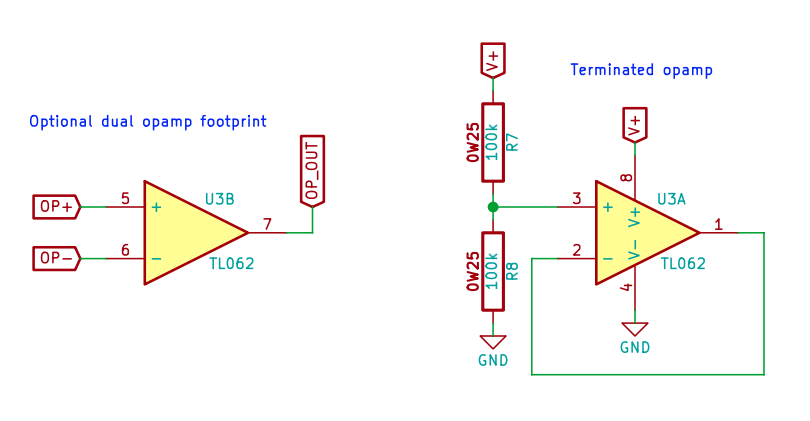 Optional dual opamp footprint
OP+
5
+
U3B
OP-
6
-
TL062
7
OP_OUT
Terminated opamp
V+
0W25
100k
R7
0W25
100k
R8
GND
V+
8
3
+
V+
U3A
1
2
-
V-
TL062
4
GND